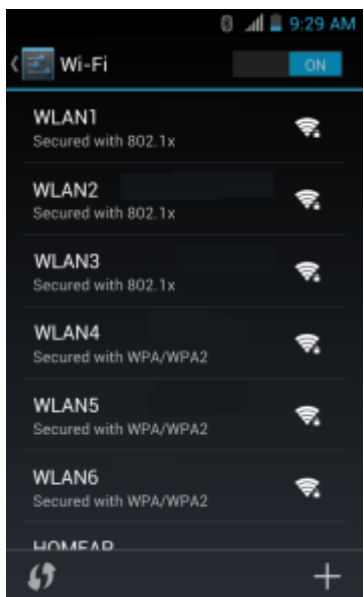 9:29 AM
Wi-Fi
ON
WLAN1
Secured with 802.1x
WLAN2
Secured with 802.1x
WLAN3
Secured with 802.1x
WLAN4
Secured with WPA/WPA2
WLAN5
Secured with WPA/WPA2
WLAN6
Secured with WPA/WPA2